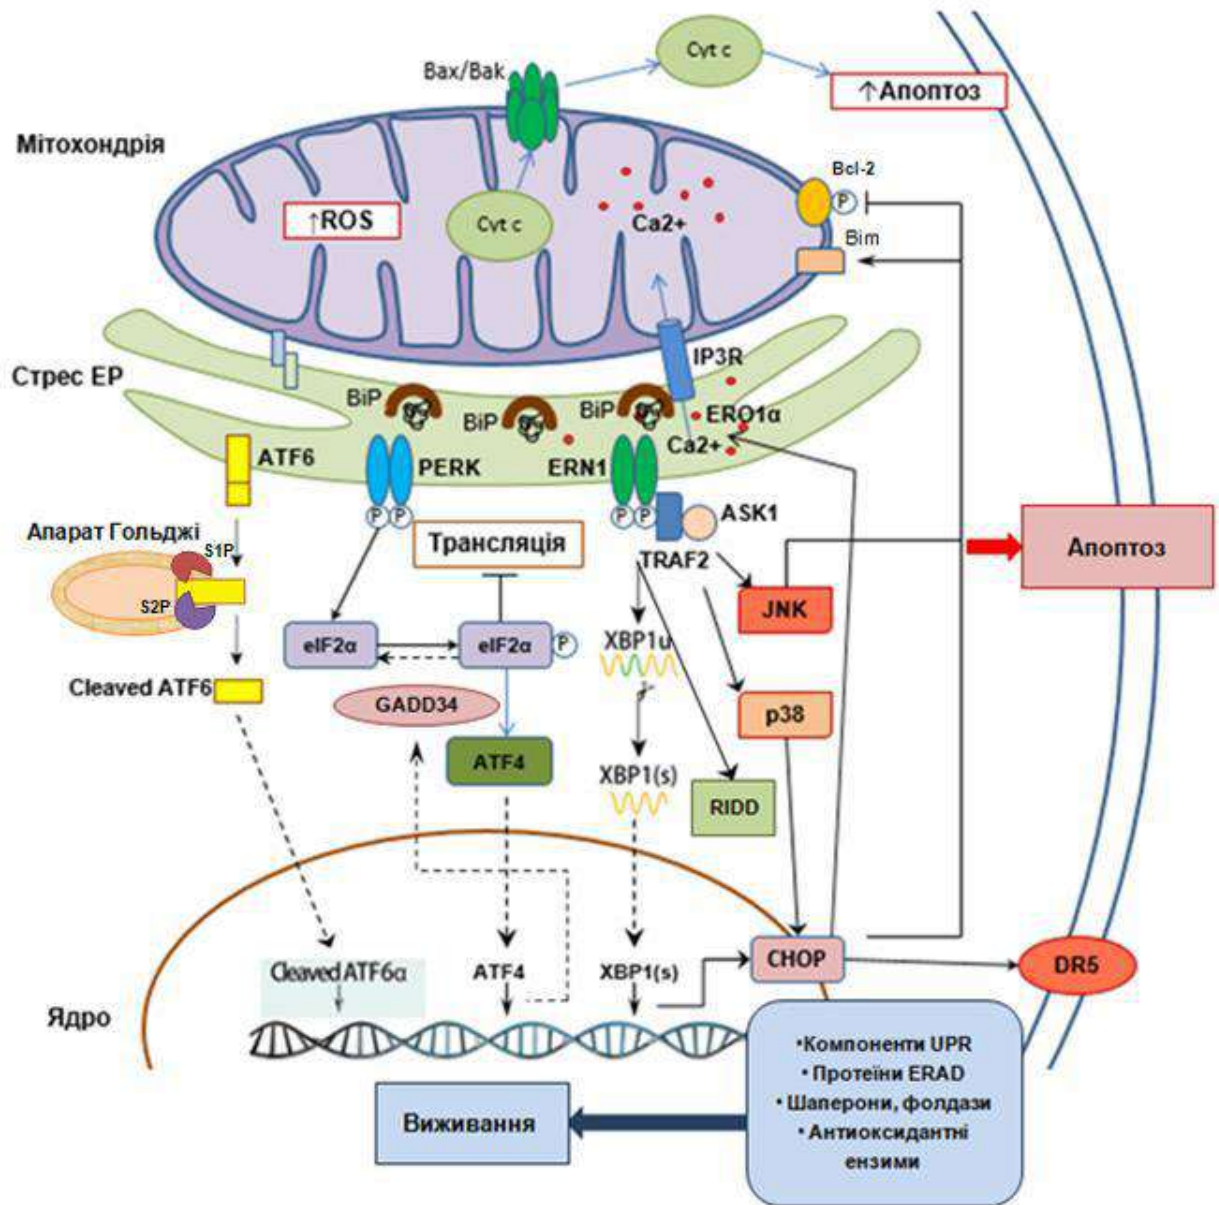 Cyt c
Bax/Bak
↑Апоптоз
Мітохондрія
Bcl-2
P
↑ROS
Cyt c
Ca2+
Bim
IP3R
Стрес ЕР
BiP
BiP
BiP
ERO1α
Ca2+
ATF6
PERK
ERN1
P P
P P
ASK1
Апарат Гольджі
S1P
Трансляція
TRAF2
Апоптоз
S2P
JNK
eIF2α
eIF2α
P
XBP1u
Cleaved ATF6
GADD34
p38
ATF4
XBP1(s)
RIDD
CHOP
DR5
Cleaved ATF6α
ATF4
XBP1(s)
Ядро
•Компоненти UPR
• Протеїни ERAD
• Шаперони, фолдази
• Антиоксидантні
ензими
Виживання